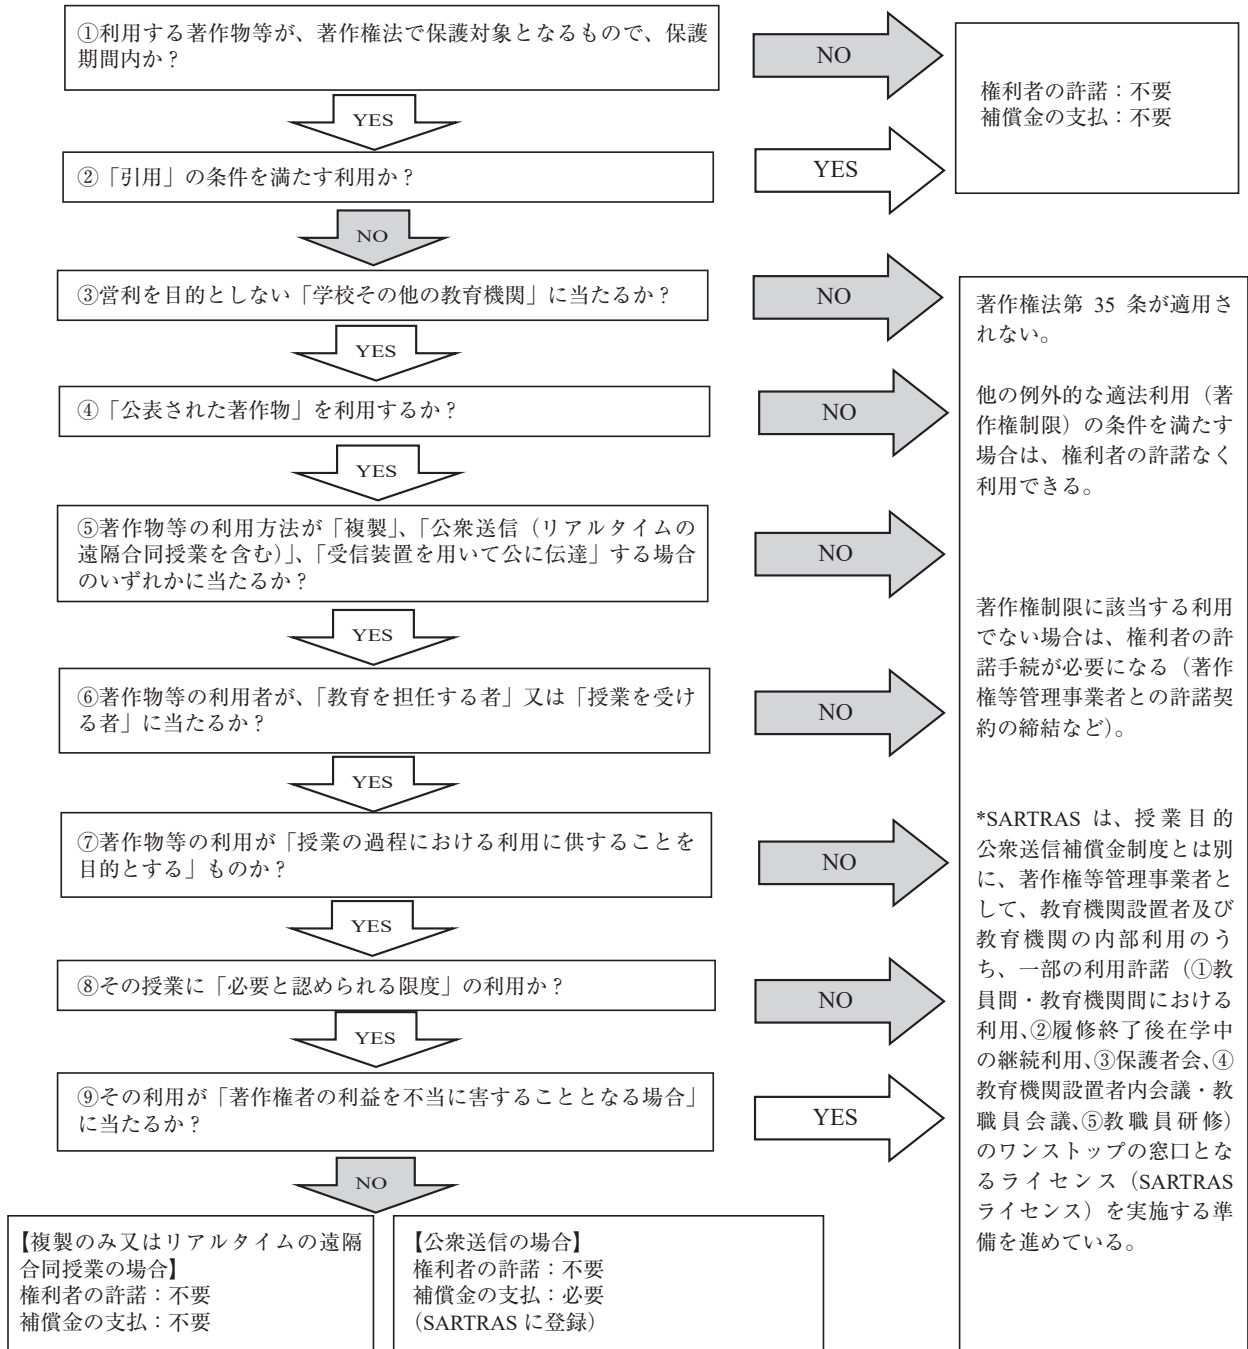 ①利用する著作物等が、著作権法で保護対象となるもので、保護
期間内か？
NO
権利者の許諾：不要
補償金の支払：不要
YES
②「引用」の条件を満たす利用か？
YES
NO
③営利を目的としない「学校その他の教育機関」に当たるか？
NO
YES
④「公表された著作物」を利用するか？
NO
YES
⑤著作物等の利用方法が「複製」、「公衆送信（リアルタイムの
遠隔合同授業を含む）」、「受信装置を用いて公に伝達」する場合
のいずれかに当たるか？
NO
YES
⑥著作物等の利用者が、「教育を担任する者」又は「授業を受け
る者」に当たるか？
NO
YES
⑦著作物等の利用が「授業の過程における利用に供することを
目的とする」ものか？
NO
YES
⑧その授業に「必要と認められる限度」の利用か？
NO
YES
⑨その利用が「著作権者の利益を不当に害することとなる場合」
に当たるか？
YES
NO
著作権法第 35 条が適用さ
れない。
他の例外的な適法利用（著
作権制限）の条件を満たす
場合は、権利者の許諾なく
利用できる。
著作権制限に該当する利用
でない場合は、権利者の許
諾手続が必要になる（著作
権等管理事業者との許諾契
約の締結など）。
*SARTRAS は、授業目的
公衆送信補償金制度とは別
に、著作権等管理事業者と
して、教育機関設置者及び
教育機関の内部利用のう
ち、一部の利用許諾（①教
員間・教育機関間における
利用、②履修終了後在学中
の継続利用、③保護者会、④
教育機関設置者内会議・教
職員会議、⑤教職員研修）
のワンストップの窓口とな
るライセンス（SARTRAS
ライセンス）を実施する準
備を進めている。
【複製のみ又はリアルタイムの遠隔
合同授業の場合】
権利者の許諾：不要
補償金の支払：不要
【公衆送信の場合】
権利者の許諾：不要
補償金の支払：必要
（SARTRAS に登録）